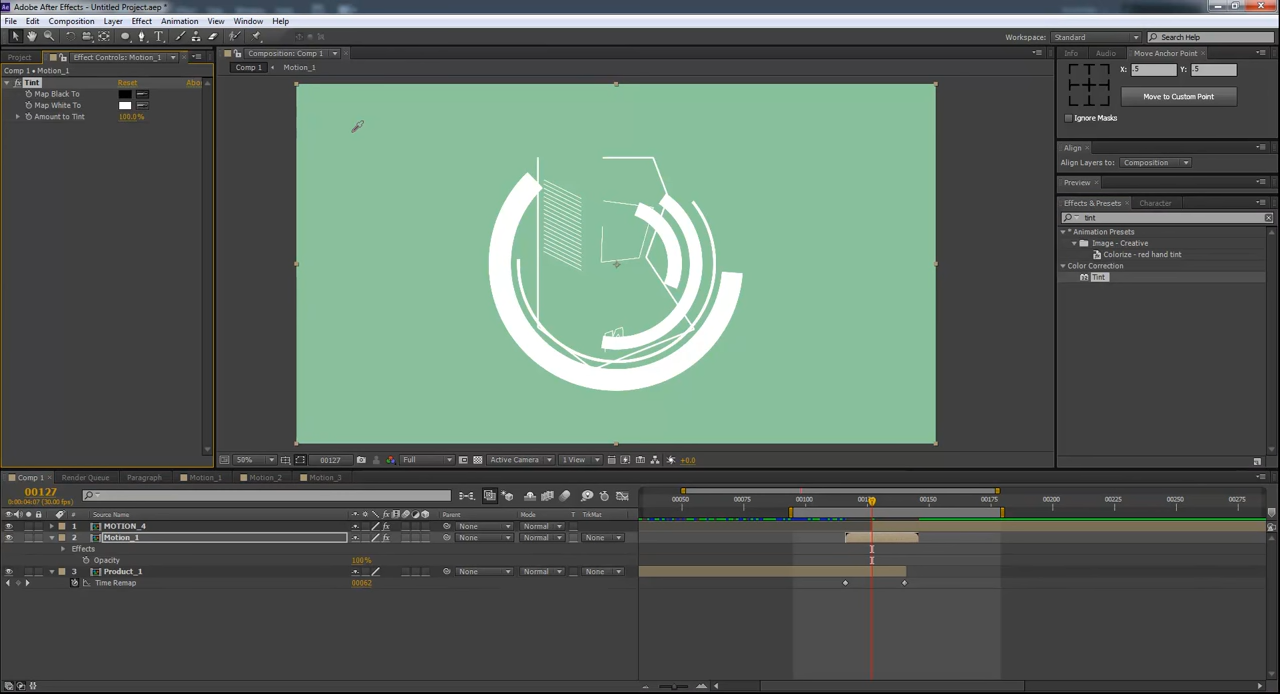 Adobe After Effects - Untitled Project.aep *
File Edit Composition Layer Effect Animation View Window Help
Workspace: Standard Search Help
Project Effect Controls: Motion_1
Composition: Comp 1
Info Audio Move Anchor Point
Comp 1 • Motion_1
Comp 1 Motion_1
X: .5 Y: .5
fx Tint Reset Abo
Map Black To
Map White To
Amount to Tint 100.0%
Move to Custom Point
Ignore Masks
Align
Align Layers to: Composition
Preview
Effects & Presets Character
tint
* Animation Presets
Image - Creative
Colorize - red hand tint
Color Correction
Tint
50% 00127 Full Active Camera 1 View +0.0
Comp 1 Render Queue Paragraph Motion_1 Motion_2 Motion_3
00127
0:00:04:07 (30.00 fps)
00050 00075 00100 00125 00150 00175 00200 00225 00250 00275
# Source Name Mode T TrkMat Parent
1 MOTION_4 None Normal
2 Motion_1 None Normal None
Effects
Opacity 100%
3 Product_1 None Normal None
Time Remap 00062